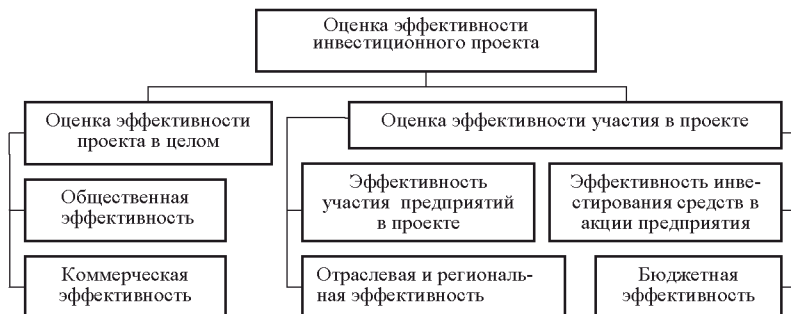 Оценка эффективности
инвестиционного проекта
Оценка эффективности
проекта в целом
Оценка эффективности участия в проекте
Общественная
эффективность
Эффективность
участия предприятий
в проекте
Эффективность инве-
стирования средств в
акции предприятия
Коммерческая
эффективность
Отраслевая и региональ-
ная эффективность
Бюджетная
эффективность